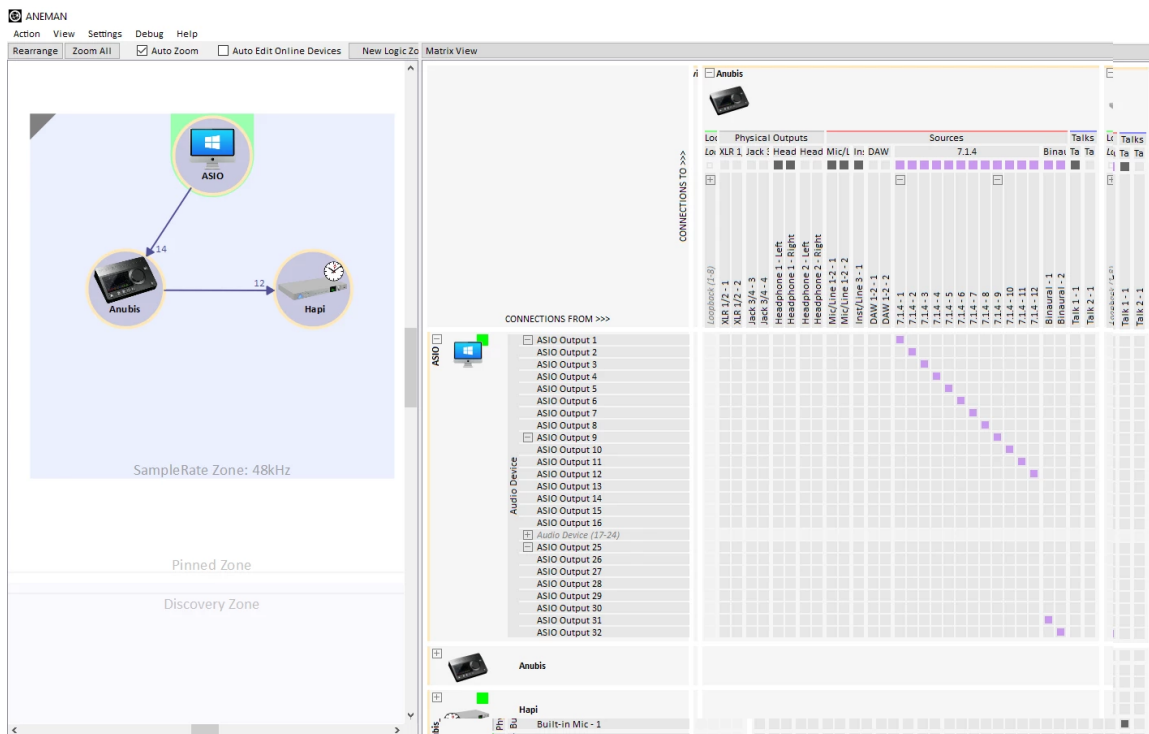 ANEMAN
Action View Settings Debug Help
Rearrange Zoom All Auto Zoom Auto Edit Online Devices New Logic Zo
Matrix View
ASIO
14
Anubis
12
Hapi
SampleRate Zone: 48kHz
Pinned Zone
Discovery Zone
CONNECTIONS TO >>>
CONNECTIONS FROM >>>
Anubis
Physical Outputs Sources Talks Talks
XLR 1 Jack Head Head Mic/L DAW 7.1.4 Ta Ta Ta Ta
Loopback (1-8)
XLR 1/2 - 1
XLR 1/2 - 2
Jack 3/4 - 3
Jack 3/4 - 4
Headphone 1 - Left
Headphone 1 - Right
Headphone 2 - Left
Headphone 2 - Right
Mic/Line 1-2 - 1
Mic/Line 1-2 - 2
Inst/Line 3 - 1
DAW 1-2 - 1
DAW 1-2 - 2
7.1.4 - 1
7.1.4 - 2
7.1.4 - 3
7.1.4 - 4
7.1.4 - 5
7.1.4 - 6
7.1.4 - 7
7.1.4 - 8
7.1.4 - 9
7.1.4 - 10
7.1.4 - 11
7.1.4 - 12
Binaural - 1
Binaural - 2
Talk 1 - 1
Talk 2 - 1
Talk 1 - 1
Talk 2 - 1
ASIO
Audio Device
ASIO Output 1
ASIO Output 2
ASIO Output 3
ASIO Output 4
ASIO Output 5
ASIO Output 6
ASIO Output 7
ASIO Output 8
ASIO Output 9
ASIO Output 10
ASIO Output 11
ASIO Output 12
ASIO Output 13
ASIO Output 14
ASIO Output 15
ASIO Output 16
Audio Device (17-24)
ASIO Output 25
ASIO Output 26
ASIO Output 27
ASIO Output 28
ASIO Output 29
ASIO Output 30
ASIO Output 31
ASIO Output 32
Anubis
Hapi
Built-in Mic - 1